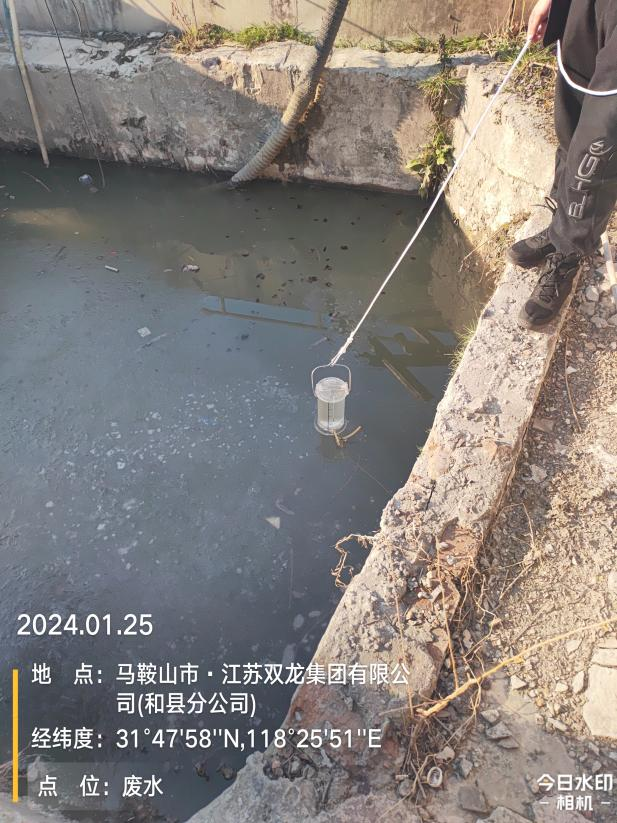 2024.01.25
地 点：马鞍山市·江苏双龙集团有限公
司(和县分公司)
经纬度：31°47'58''N,118°25'51''E
点 位：废水
今日水印
-相机-